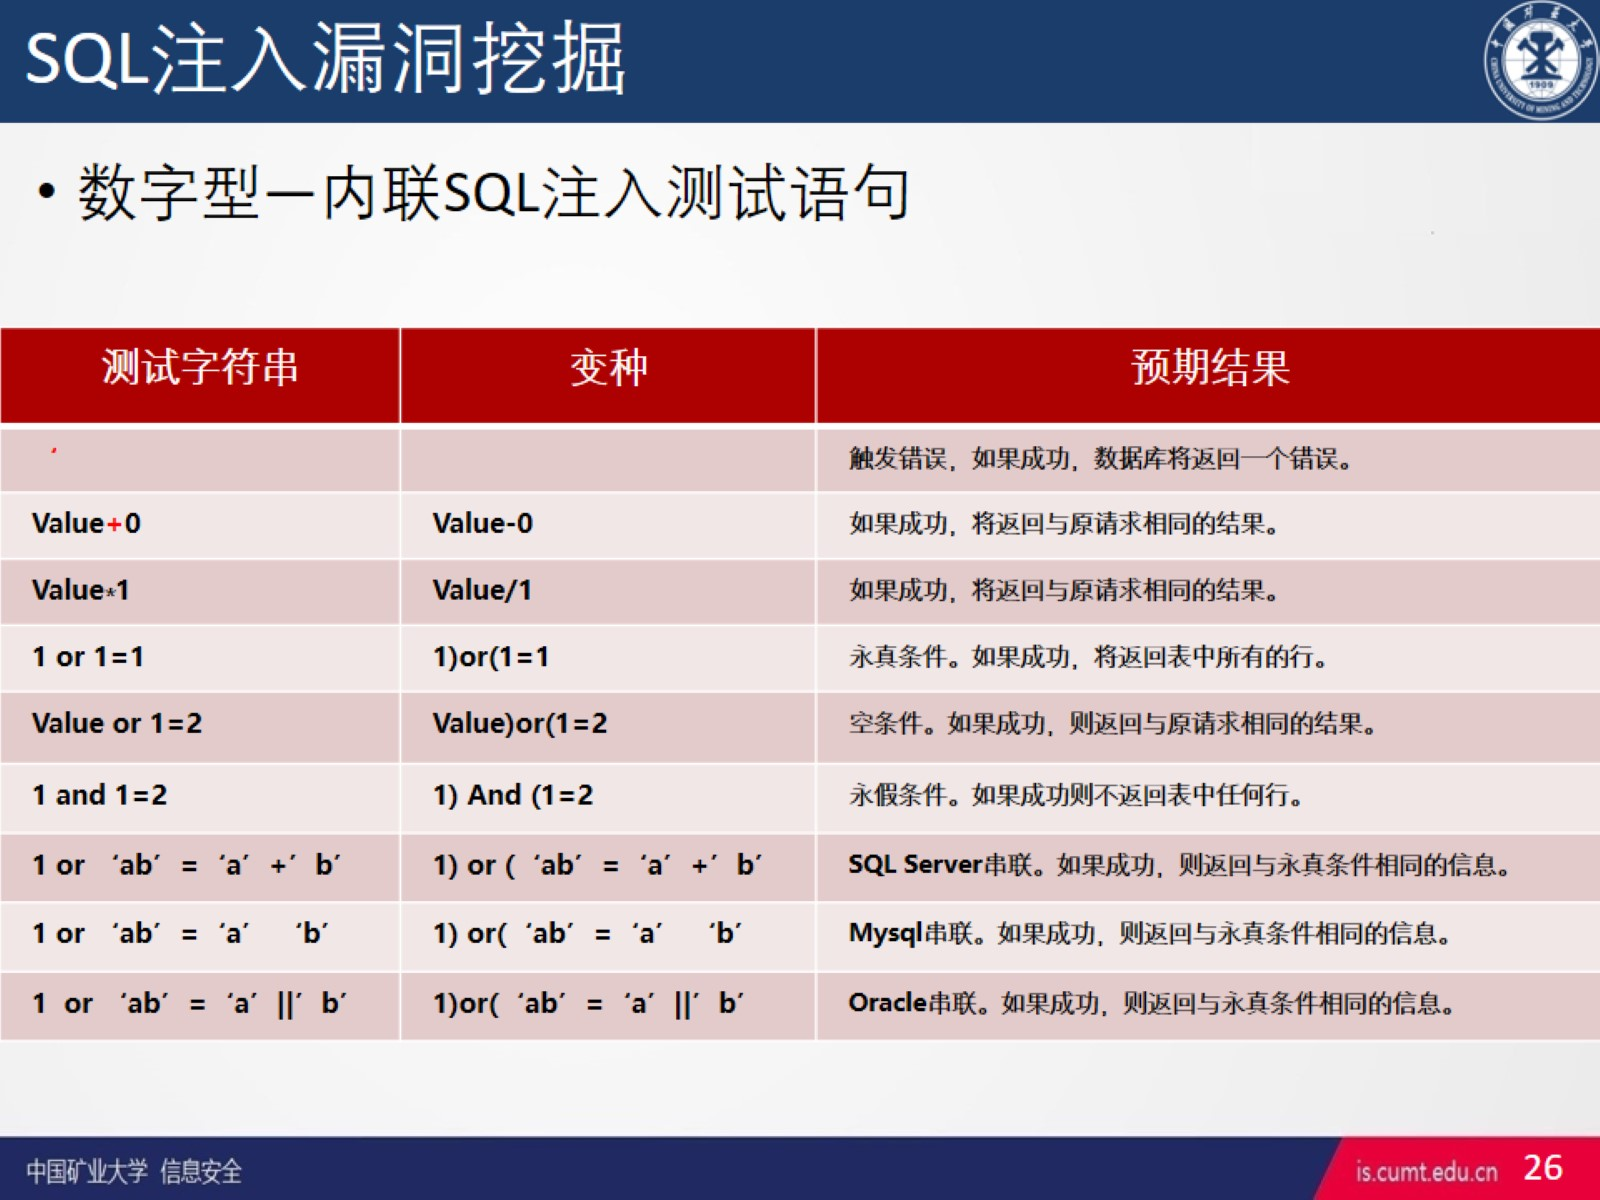 SQL注入漏洞挖掘
• 数字型—内联SQL注入测试语句
测试字符串 变种 预期结果
‘ 触发错误，如果成功，数据库将返回一个错误。
Value+0 Value-0 如果成功，将返回与原请求相同的结果。
Value*1 Value/1 如果成功，将返回与原请求相同的结果。
1 or 1=1 1)or(1=1 永真条件。如果成功，将返回表中所有的行。
Value or 1=2 Value)or(1=2 空条件。如果成功，则返回与原请求相同的结果。
1 and 1=2 1) And (1=2 永假条件。如果成功则不返回表中任何行。
1 or ‘ab’ = ‘a’ +’ b’ 1) or ( ‘ab’ = ‘a’ +’ b’ SQL Server串联。如果成功，则返回与永真条件相同的信息。
1 or ‘ab’ = ‘a’ ‘b’ 1) or( ‘ab’ = ‘a’ ‘b’ Mysql串联。如果成功，则返回与永真条件相同的信息。
1 or ‘ab’ = ‘a’ ||’ b’ 1)or( ‘ab’ = ‘a’ ||’ b’ Oracle串联。如果成功，则返回与永真条件相同的信息。
中国矿业大学 信息安全
is.cumt.edu.cn 26
CHINA UNIVERSITY OF MINING AND TECHNOLOGY
1909